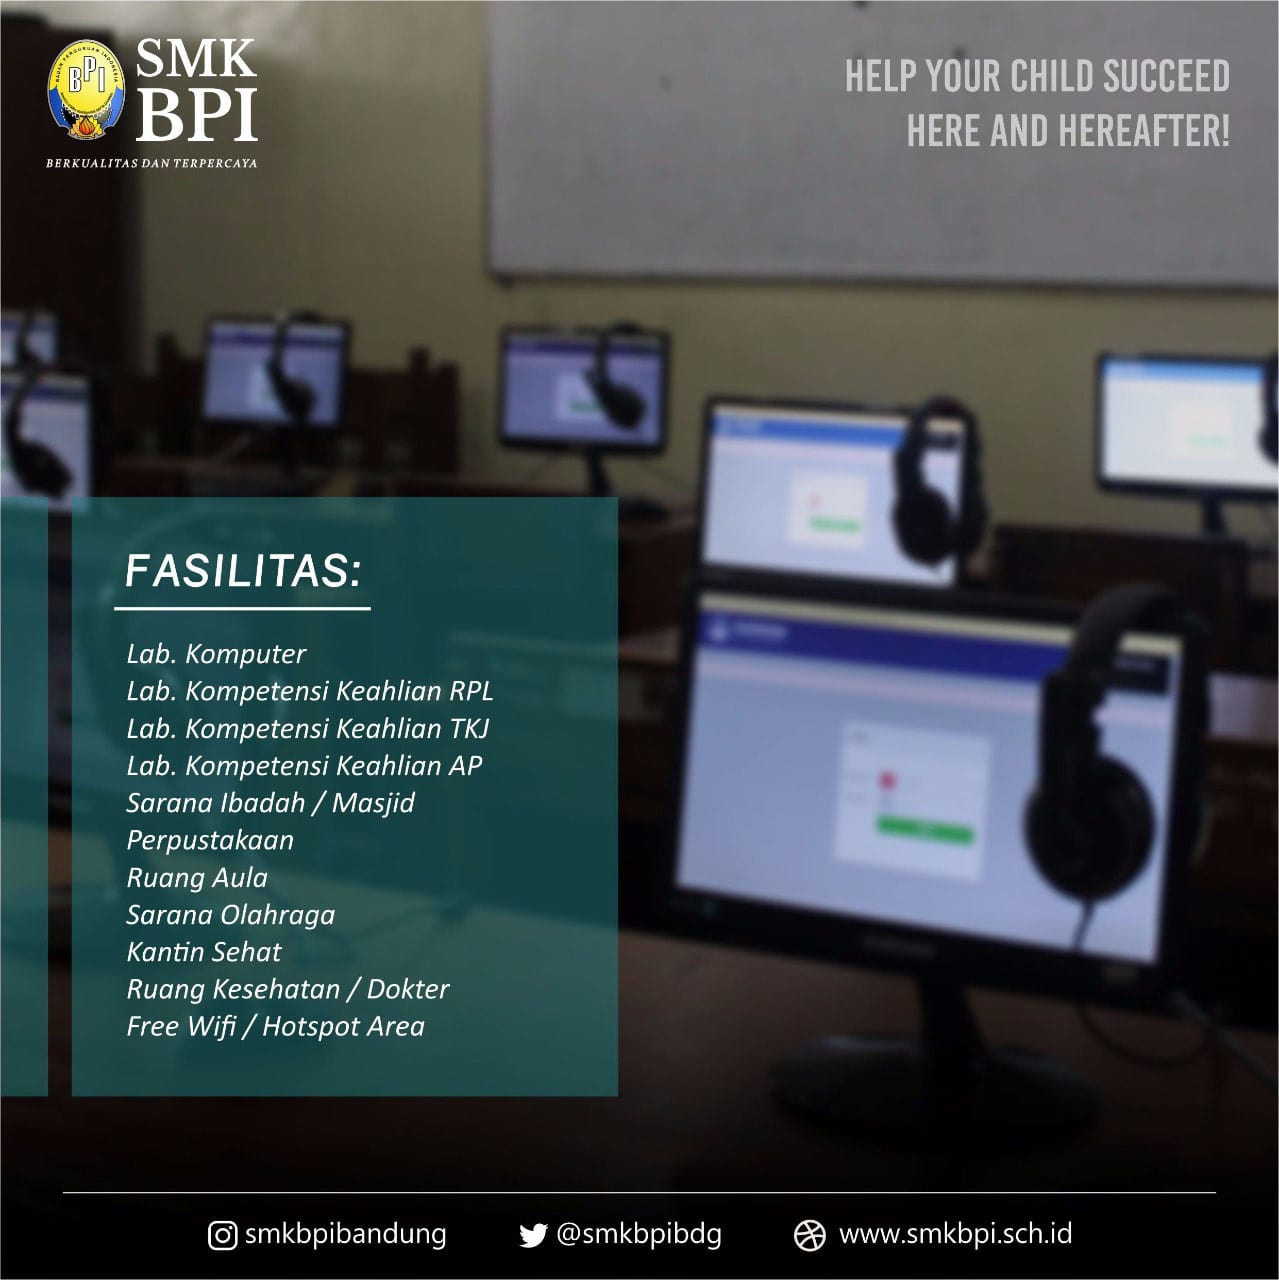 BPI
SMK
BPI
BERKUALITAS DAN TERPERCAYA
HELP YOUR CHILD SUCCEED
HERE AND HEREAFTER!
FASILITAS:
Lab. Komputer
Lab. Kompetensi Keahlian RPL
Lab. Kompetensi Keahlian TKJ
Lab. Kompetensi Keahlian AP
Sarana Ibadah / Masjid
Perpustakaan
Ruang Aula
Sarana Olahraga
Kantin Sehat
Ruang Kesehatan / Dokter
Free Wifi / Hotspot Area
smkbpibandung
@smkbpibdg
www.smkbpi.sch.id